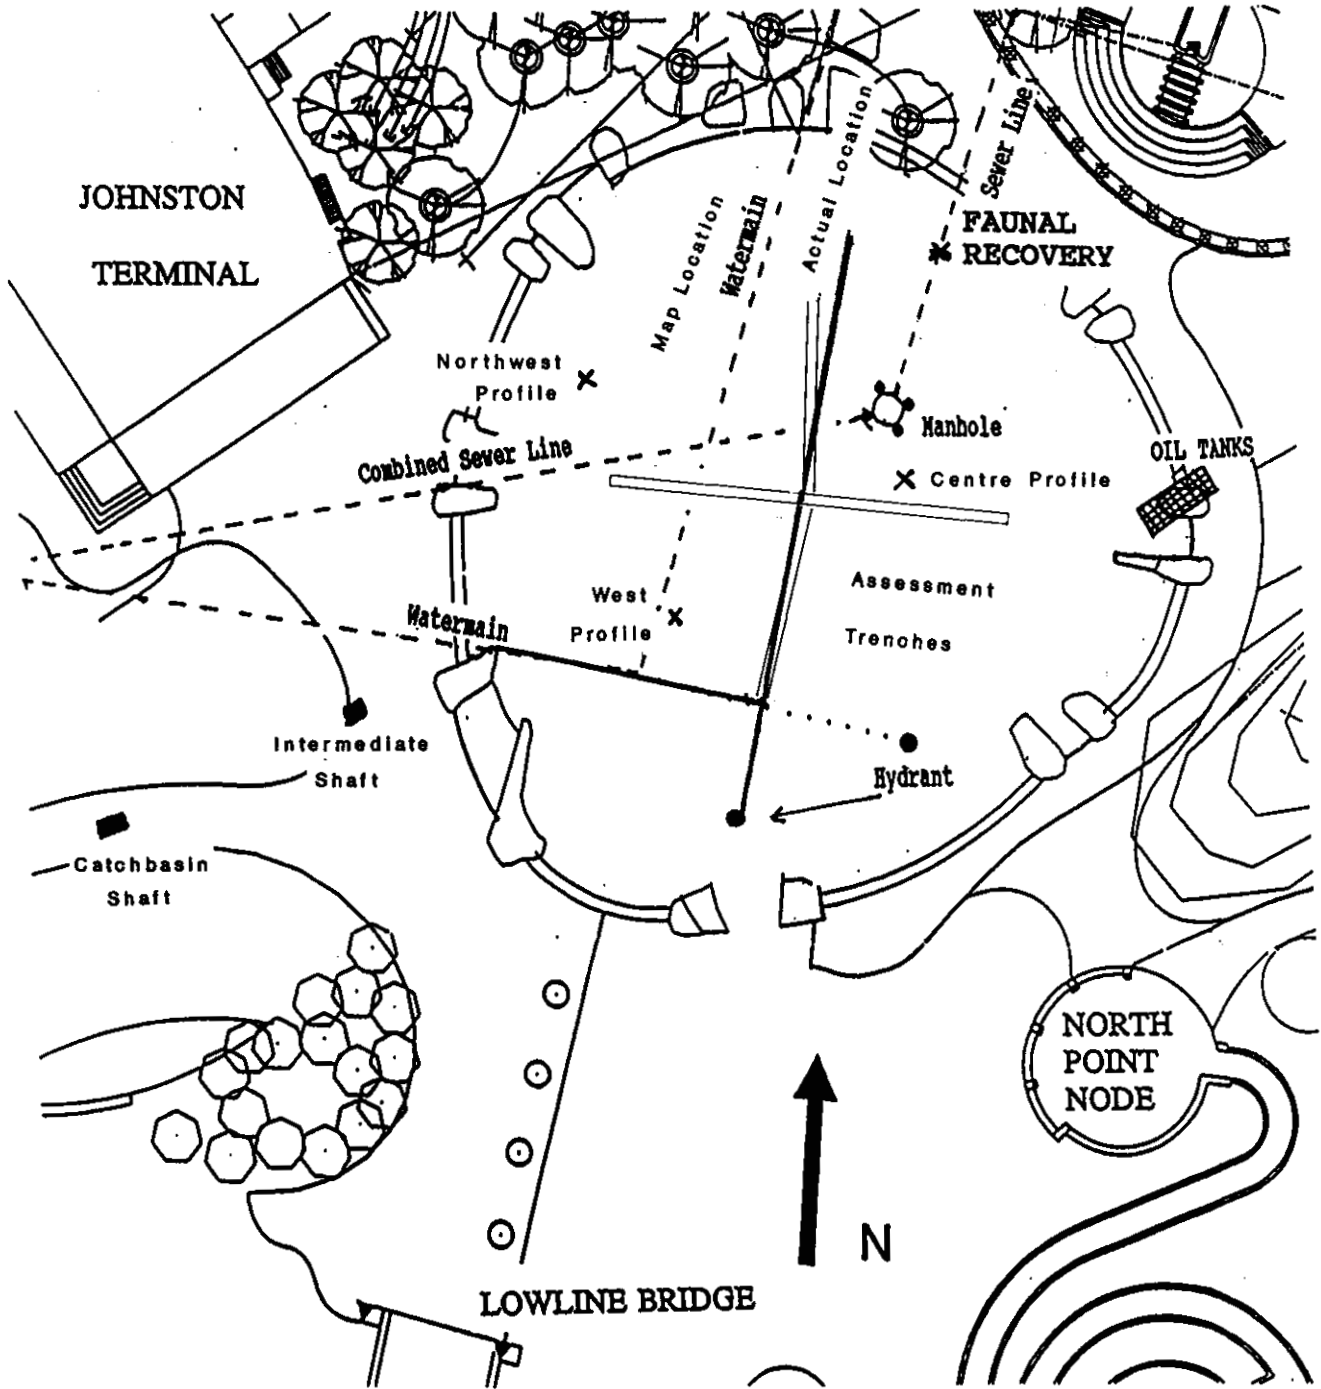 JOHNSTON
TERMINAL
Map Location
Watermain
Actual Location
Sewer Line
FAUNAL
RECOVERY
Northwest
Profile
Combined Sewer Line
Manhole
OIL TANKS
Centre Profile
West
Profile
Assessment
Trenches
Watermain
Intermediate
Shaft
Hydrant
Catchbasin
Shaft
NORTH
POINT
NODE
N
LOWLINE BRIDGE